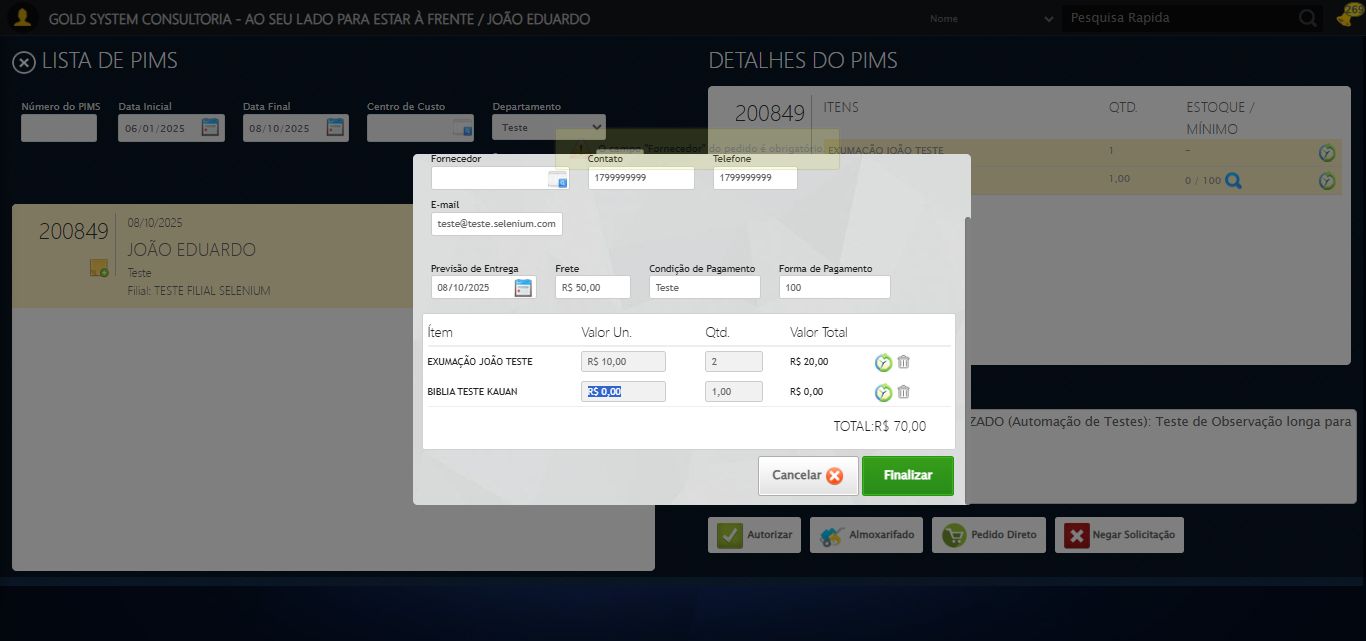 GOLD SYSTEM CONSULTORIA - AO SEU LADO PARA ESTAR À FRENTE / JOÃO EDUARDO
Nome
Pesquisa Rapida
269
LISTA DE PIMS
Número do PIMS
Data Inicial
Data Final
Centro de Custo
Departamento
06/01/2025
08/10/2025
Teste
200849
08/10/2025
JOÃO EDUARDO
Teste
Filial: TESTE FILIAL SELENIUM
DETALHES DO PIMS
200849
ITENS
QTD.
ESTOQUE /
MÍNIMO
EXUMAÇÃO JOÃO TESTE
1
-
1,00
0 / 100
O campo "Fornecedor" do pedido é obrigatório.
Fornecedor
Contato
Telefone
1799999999
1799999999
E-mail
teste@teste.selenium.com
Previsão de Entrega
Frete
Condição de Pagamento
Forma de Pagamento
08/10/2025
R$ 50,00
Teste
100
Ítem
Valor Un.
Qtd.
Valor Total
EXUMAÇÃO JOÃO TESTE
R$ 10,00
2
R$ 20,00
BIBLIA TESTE KAUAN
R$ 0,00
1,00
R$ 0,00
TOTAL:R$ 70,00
Cancelar
Finalizar
ZADO (Automação de Testes): Teste de Observação longa para
Autorizar
Almoxarifado
Pedido Direto
Negar Solicitação